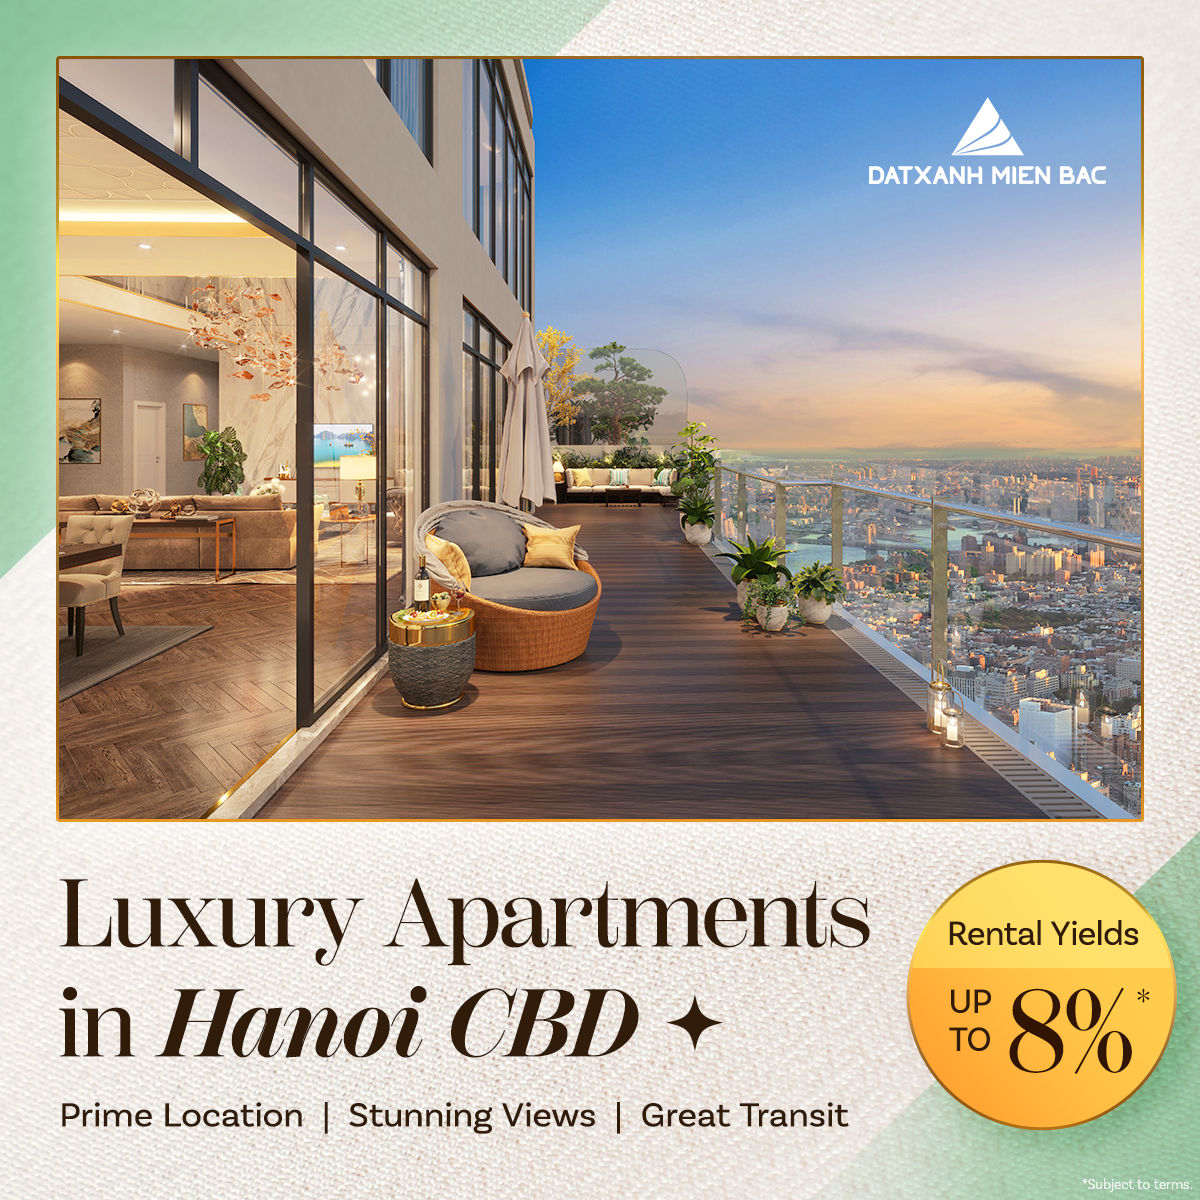 DATXANH MIEN BAC
Luxury Apartments
in Hanoi CBD
Prime Location | Stunning Views | Great Transit
Rental Yields
UP TO 8%*
*Subject to terms.